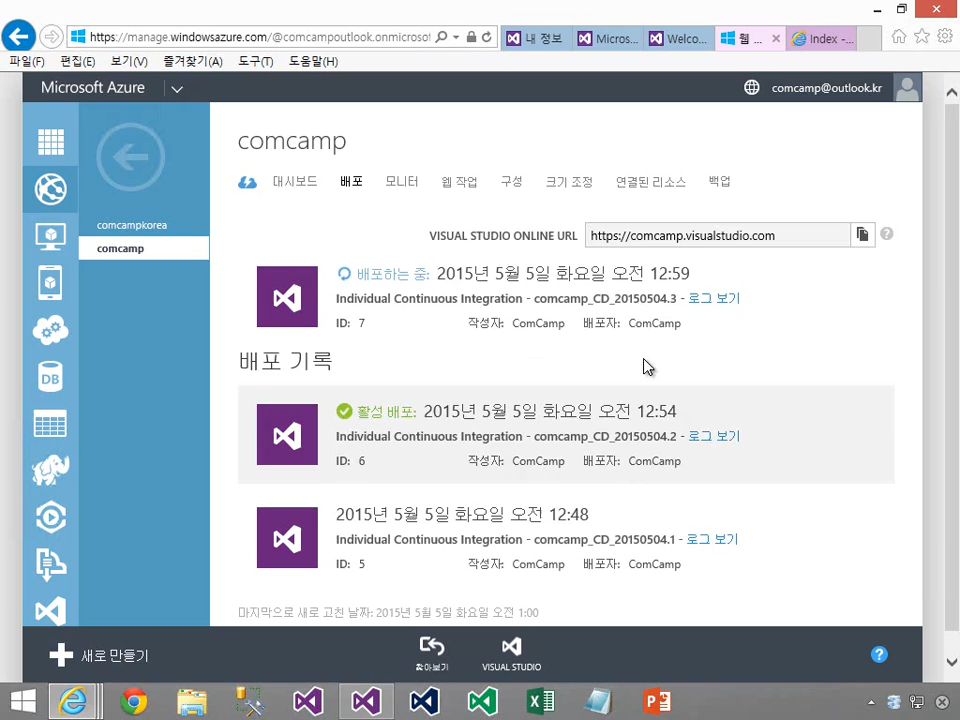 https://manage.windowsazure.com/@comcampoutlook.onmicrosof
내 정보
Micros...
Welco...
웹 ...
Index -...
파일(F) 편집(E) 보기(V) 즐겨찾기(A) 도구(T) 도움말(H)
Microsoft Azure
comcamp@outlook.kr
comcampkorea
comcamp
comcamp
대시보드 배포 모니터 웹 작업 구성 크기 조정 연결된 리소스 백업
VISUAL STUDIO ONLINE URL https://comcamp.visualstudio.com
배포하는 중: 2015년 5월 5일 화요일 오전 12:59
Individual Continuous Integration - comcamp_CD_20150504.3 - 로그 보기
ID: 7 작성자: ComCamp 배포자: ComCamp
배포 기록
활성 배포: 2015년 5월 5일 화요일 오전 12:54
Individual Continuous Integration - comcamp_CD_20150504.2 - 로그 보기
ID: 6 작성자: ComCamp 배포자: ComCamp
2015년 5월 5일 화요일 오전 12:48
Individual Continuous Integration - comcamp_CD_20150504.1 - 로그 보기
ID: 5 작성자: ComCamp 배포자: ComCamp
마지막으로 새로 고친 날짜: 2015년 5월 5일 화요일 오전 1:00
새로 만들기
찾아보기
VISUAL STUDIO
DB